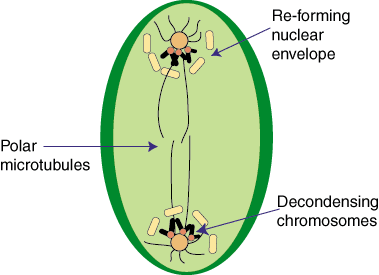 Re-forming
nuclear
envelope
Polar
microtubules
Decondensing
chromosomes